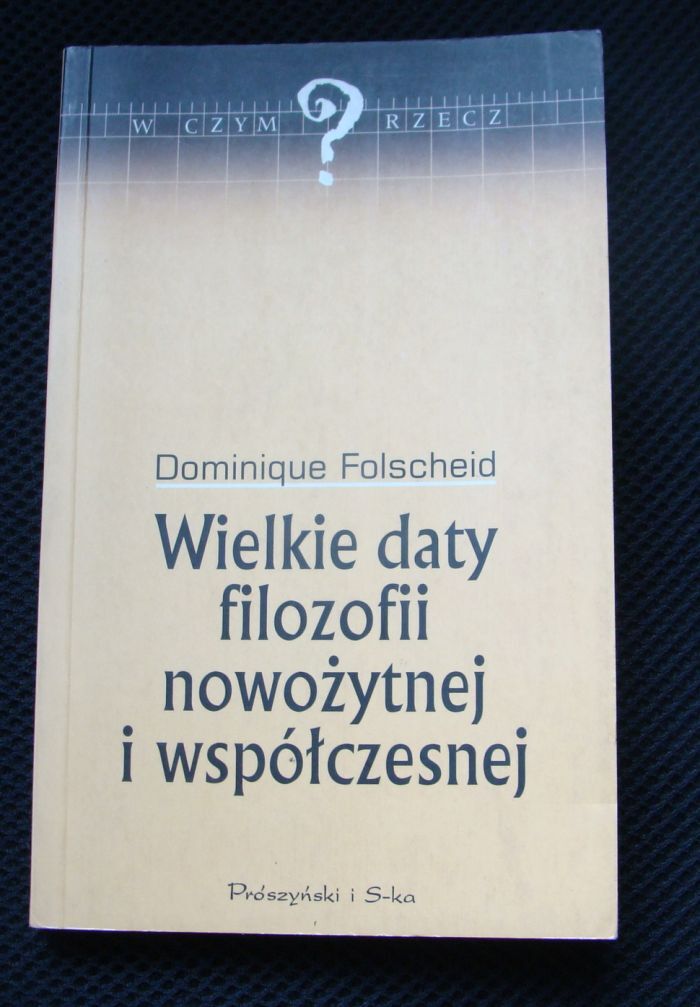 W CZYM ? RZECZ
Dominique Folscheid
Wielkie daty
filozofii
nowożytnej
i współczesnej
Prószyński i S-ka